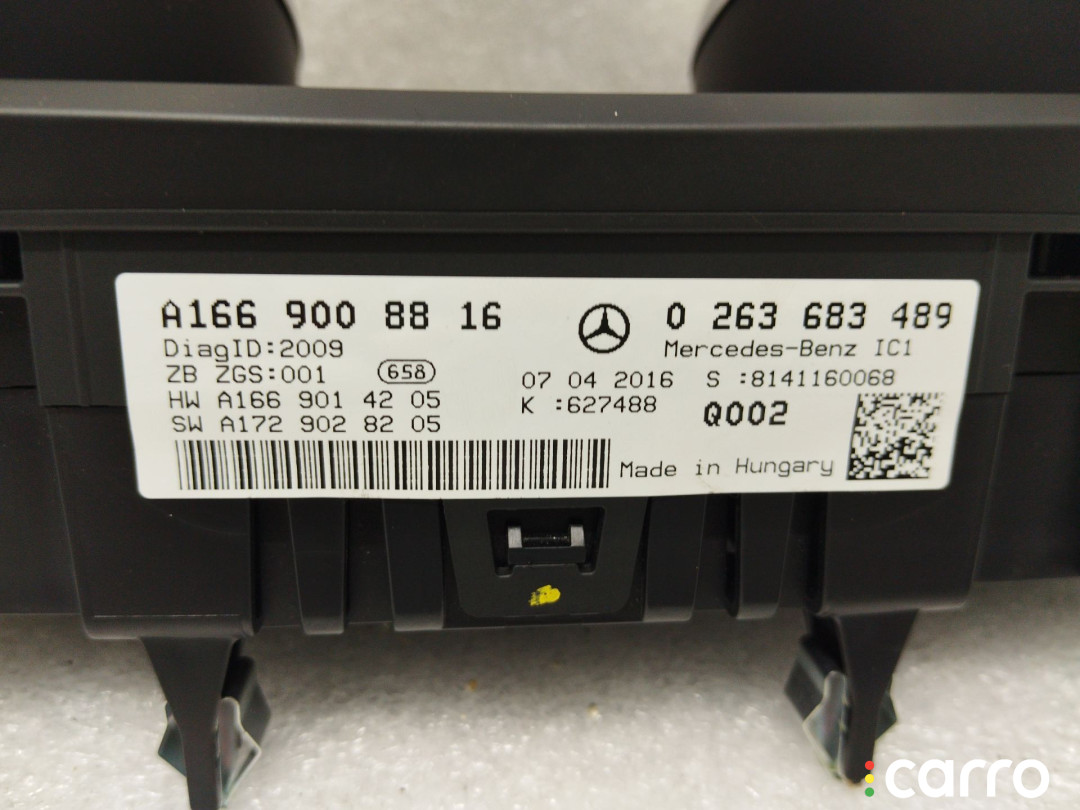 A166 900 88 16
0 263 683 489
DiagID:2009
Mercedes-Benz IC1
ZB ZGS:001 658
07 04 2016 S :8141160068
HW A166 901 42 05
K :627488 Q002
SW A172 902 82 05
Made in Hungary
carro